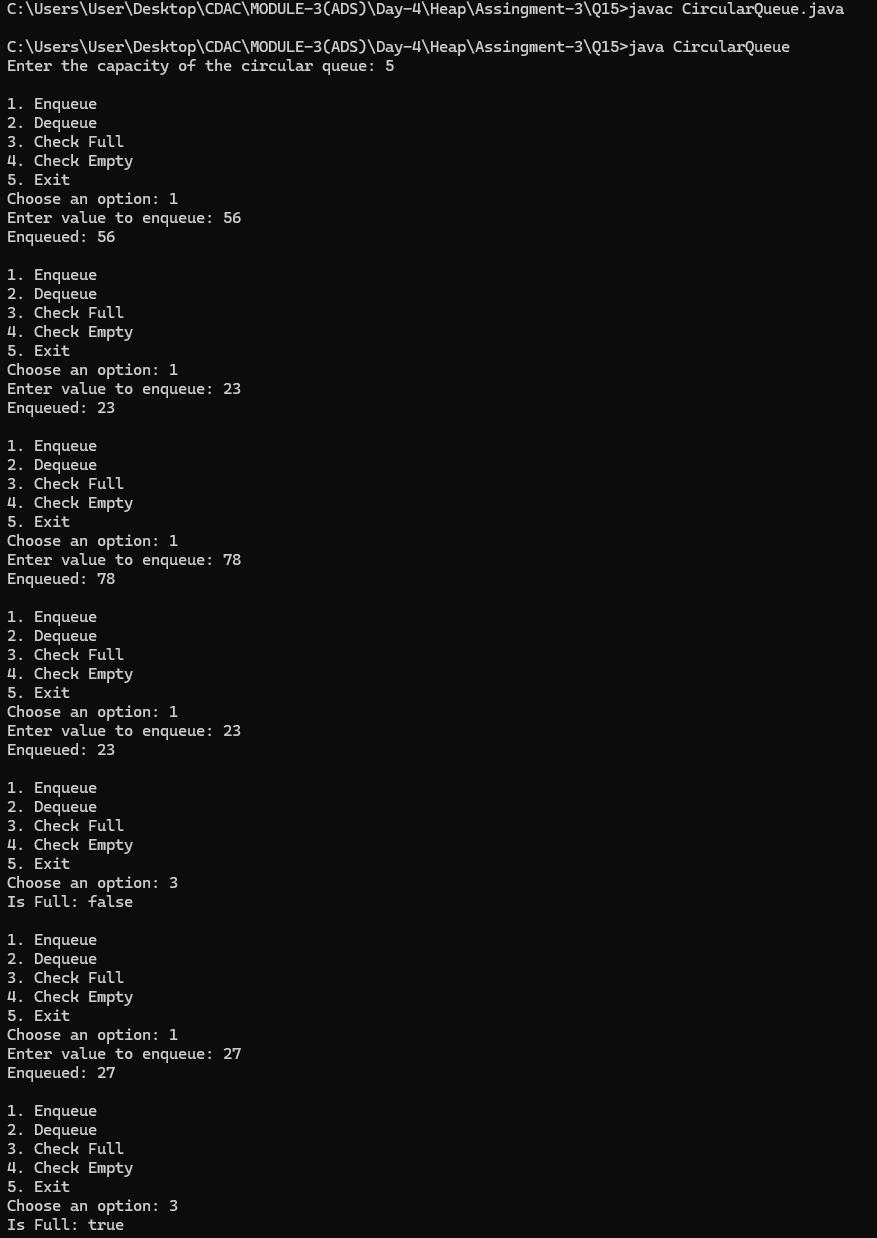 C:\Users\User\Desktop\CDAC\MODULE-3(ADS)\Day-4\Heap\Assingment-3\Q15>javac CircularQueue.java
C:\Users\User\Desktop\CDAC\MODULE-3(ADS)\Day-4\Heap\Assingment-3\Q15>java CircularQueue
Enter the capacity of the circular queue: 5
1. Enqueue
2. Dequeue
3. Check Full
4. Check Empty
5. Exit
Choose an option: 1
Enter value to enqueue: 56
Enqueued: 56
1. Enqueue
2. Dequeue
3. Check Full
4. Check Empty
5. Exit
Choose an option: 1
Enter value to enqueue: 23
Enqueued: 23
1. Enqueue
2. Dequeue
3. Check Full
4. Check Empty
5. Exit
Choose an option: 1
Enter value to enqueue: 78
Enqueued: 78
1. Enqueue
2. Dequeue
3. Check Full
4. Check Empty
5. Exit
Choose an option: 1
Enter value to enqueue: 23
Enqueued: 23
1. Enqueue
2. Dequeue
3. Check Full
4. Check Empty
5. Exit
Choose an option: 3
Is Full: false
1. Enqueue
2. Dequeue
3. Check Full
4. Check Empty
5. Exit
Choose an option: 1
Enter value to enqueue: 27
Enqueued: 27
1. Enqueue
2. Dequeue
3. Check Full
4. Check Empty
5. Exit
Choose an option: 3
Is Full: true